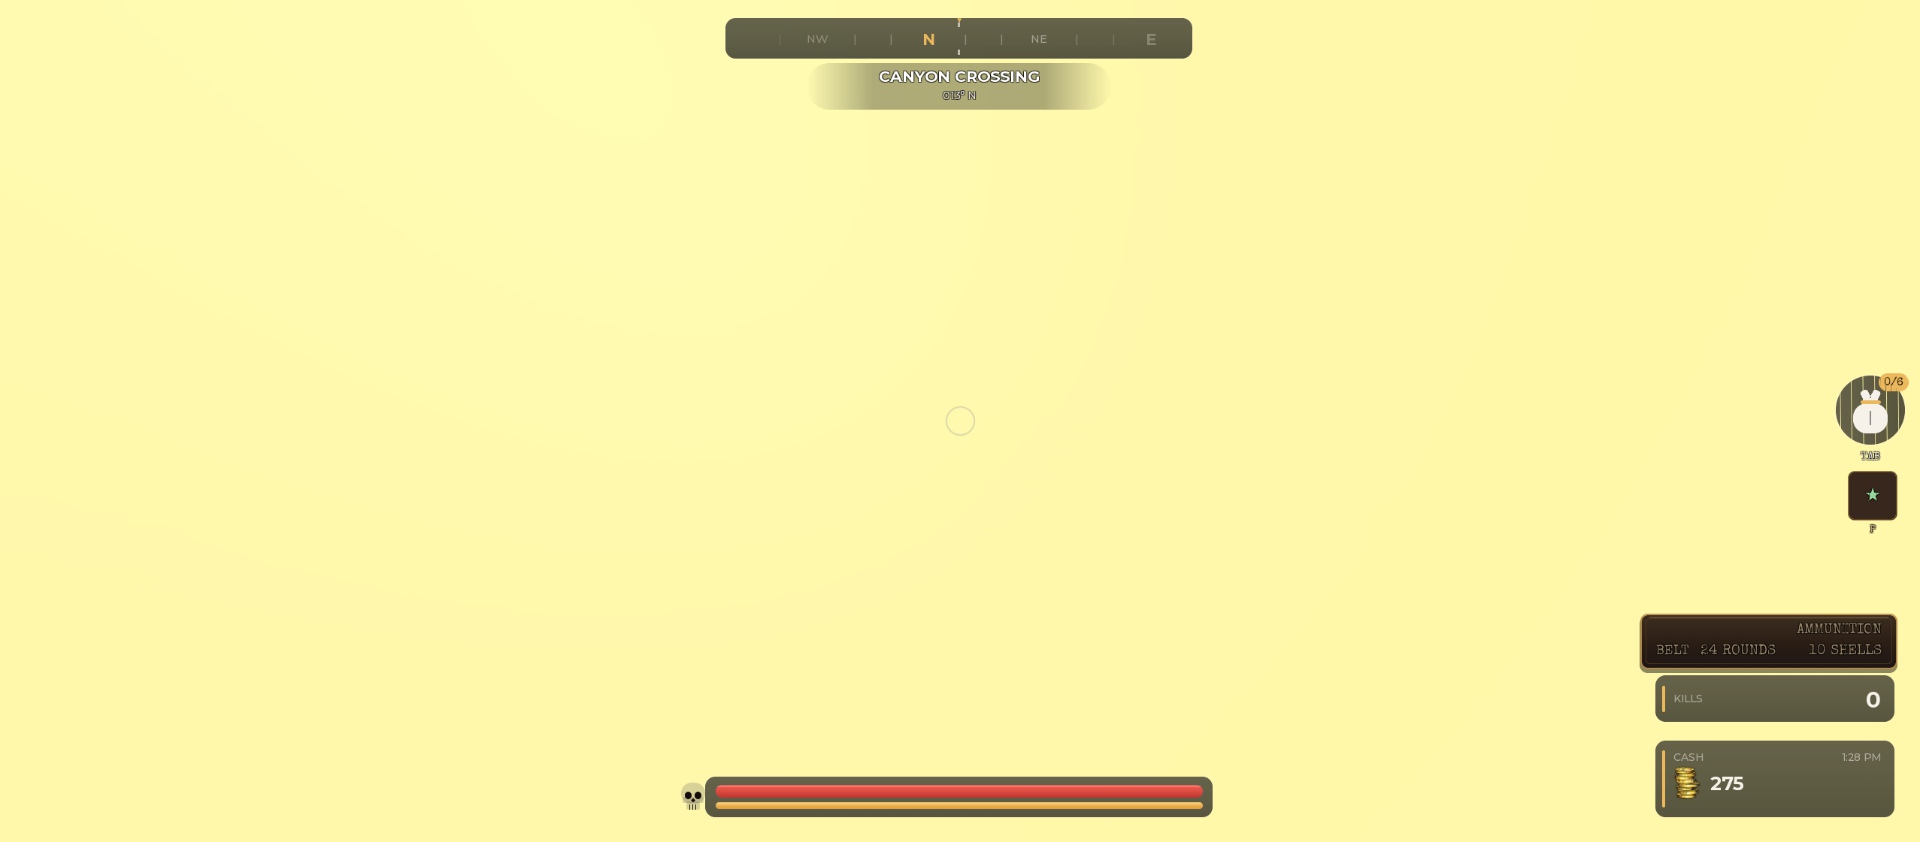 NW | | N | | NE | | E
CANYON CROSSING
013° N
0/6
TAB
P
AMMUNITION
BELT 24 ROUNDS 10 SHELLS
KILLS 0
CASH 1:28 PM
275